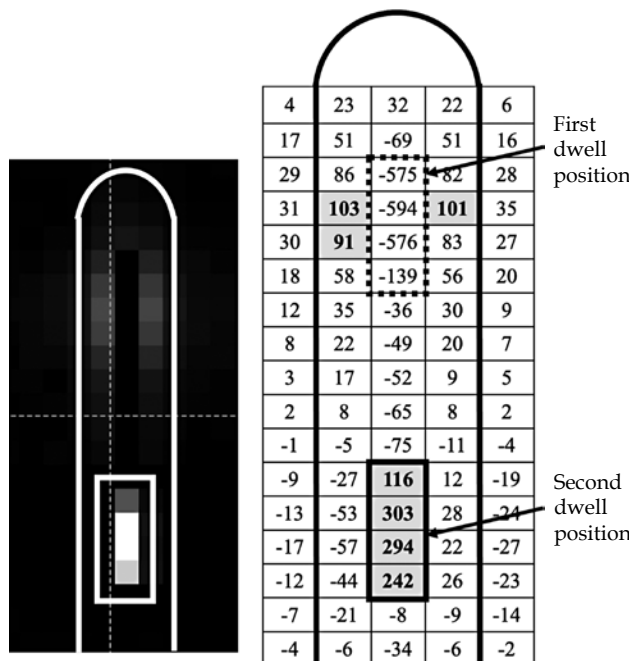 4 23 32 22 6
17 51 -69 51 16
First
dwell
position
29 86 -575 82 28
31 103 -594 101 35
30 91 -576 83 27
18 58 -139 56 20
12 35 -36 30 9
8 22 -49 20 7
3 17 -52 9 5
2 8 -65 8 2
-1 -5 -75 -11 -4
-9 -27 116 12 -19
Second
dwell
position
-13 -53 303 28 -24
-17 -57 294 22 -27
-12 -44 242 26 -23
-7 -21 -8 -9 -14
-4 -6 -34 -6 -2